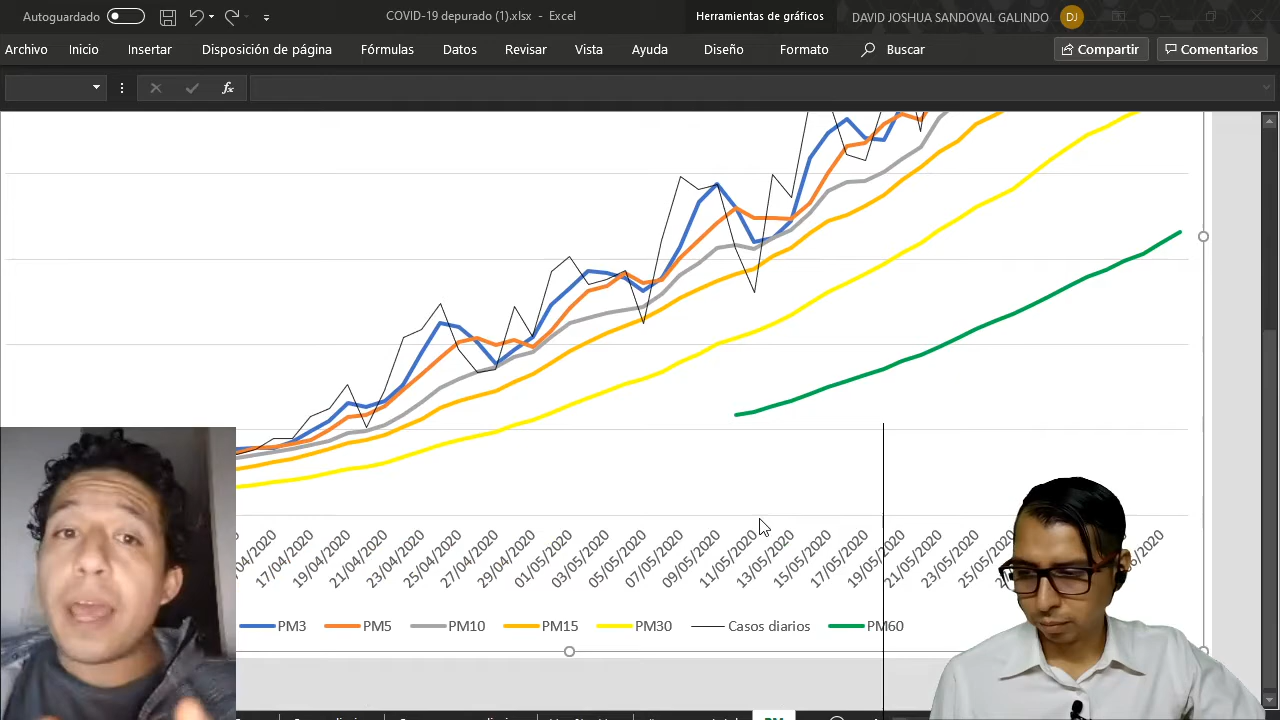 Autoguardado COVID-19 depurado (1).xlsx - Excel Herramientas de gráficos DAVID JOSHUA SANDOVAL GALINDO DJ
Archivo Inicio Insertar Disposición de página Fórmulas Datos Revisar Vista Ayuda Diseño Formato Buscar Compartir Comentarios
fx
/04/2020 17/04/2020 19/04/2020 21/04/2020 23/04/2020 25/04/2020 27/04/2020 29/04/2020 01/05/2020 03/05/2020 05/05/2020 07/05/2020 09/05/2020 11/05/2020 13/05/2020 15/05/2020 17/05/2020 19/05/2020 21/05/2020 23/05/2020 25/05/2020
PM3 PM5 PM10 PM15 PM30 Casos diarios PM60
PM